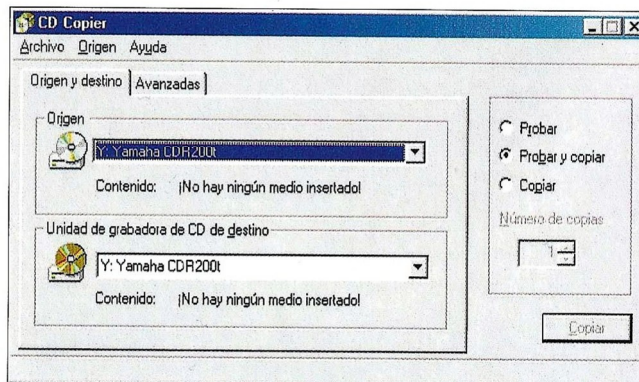 CD Copier
Archivo Origen Ayuda
Origen y destino
Avanzadas
Origen
Y: Yamaha CDR200t
Contenido: ¡No hay ningún medio insertado!
Unidad de grabadora de CD de destino
Y: Yamaha CDR200t
Contenido: ¡No hay ningún medio insertado!
Probar
Probar y copiar
Copiar
Número de copias
1
Copiar